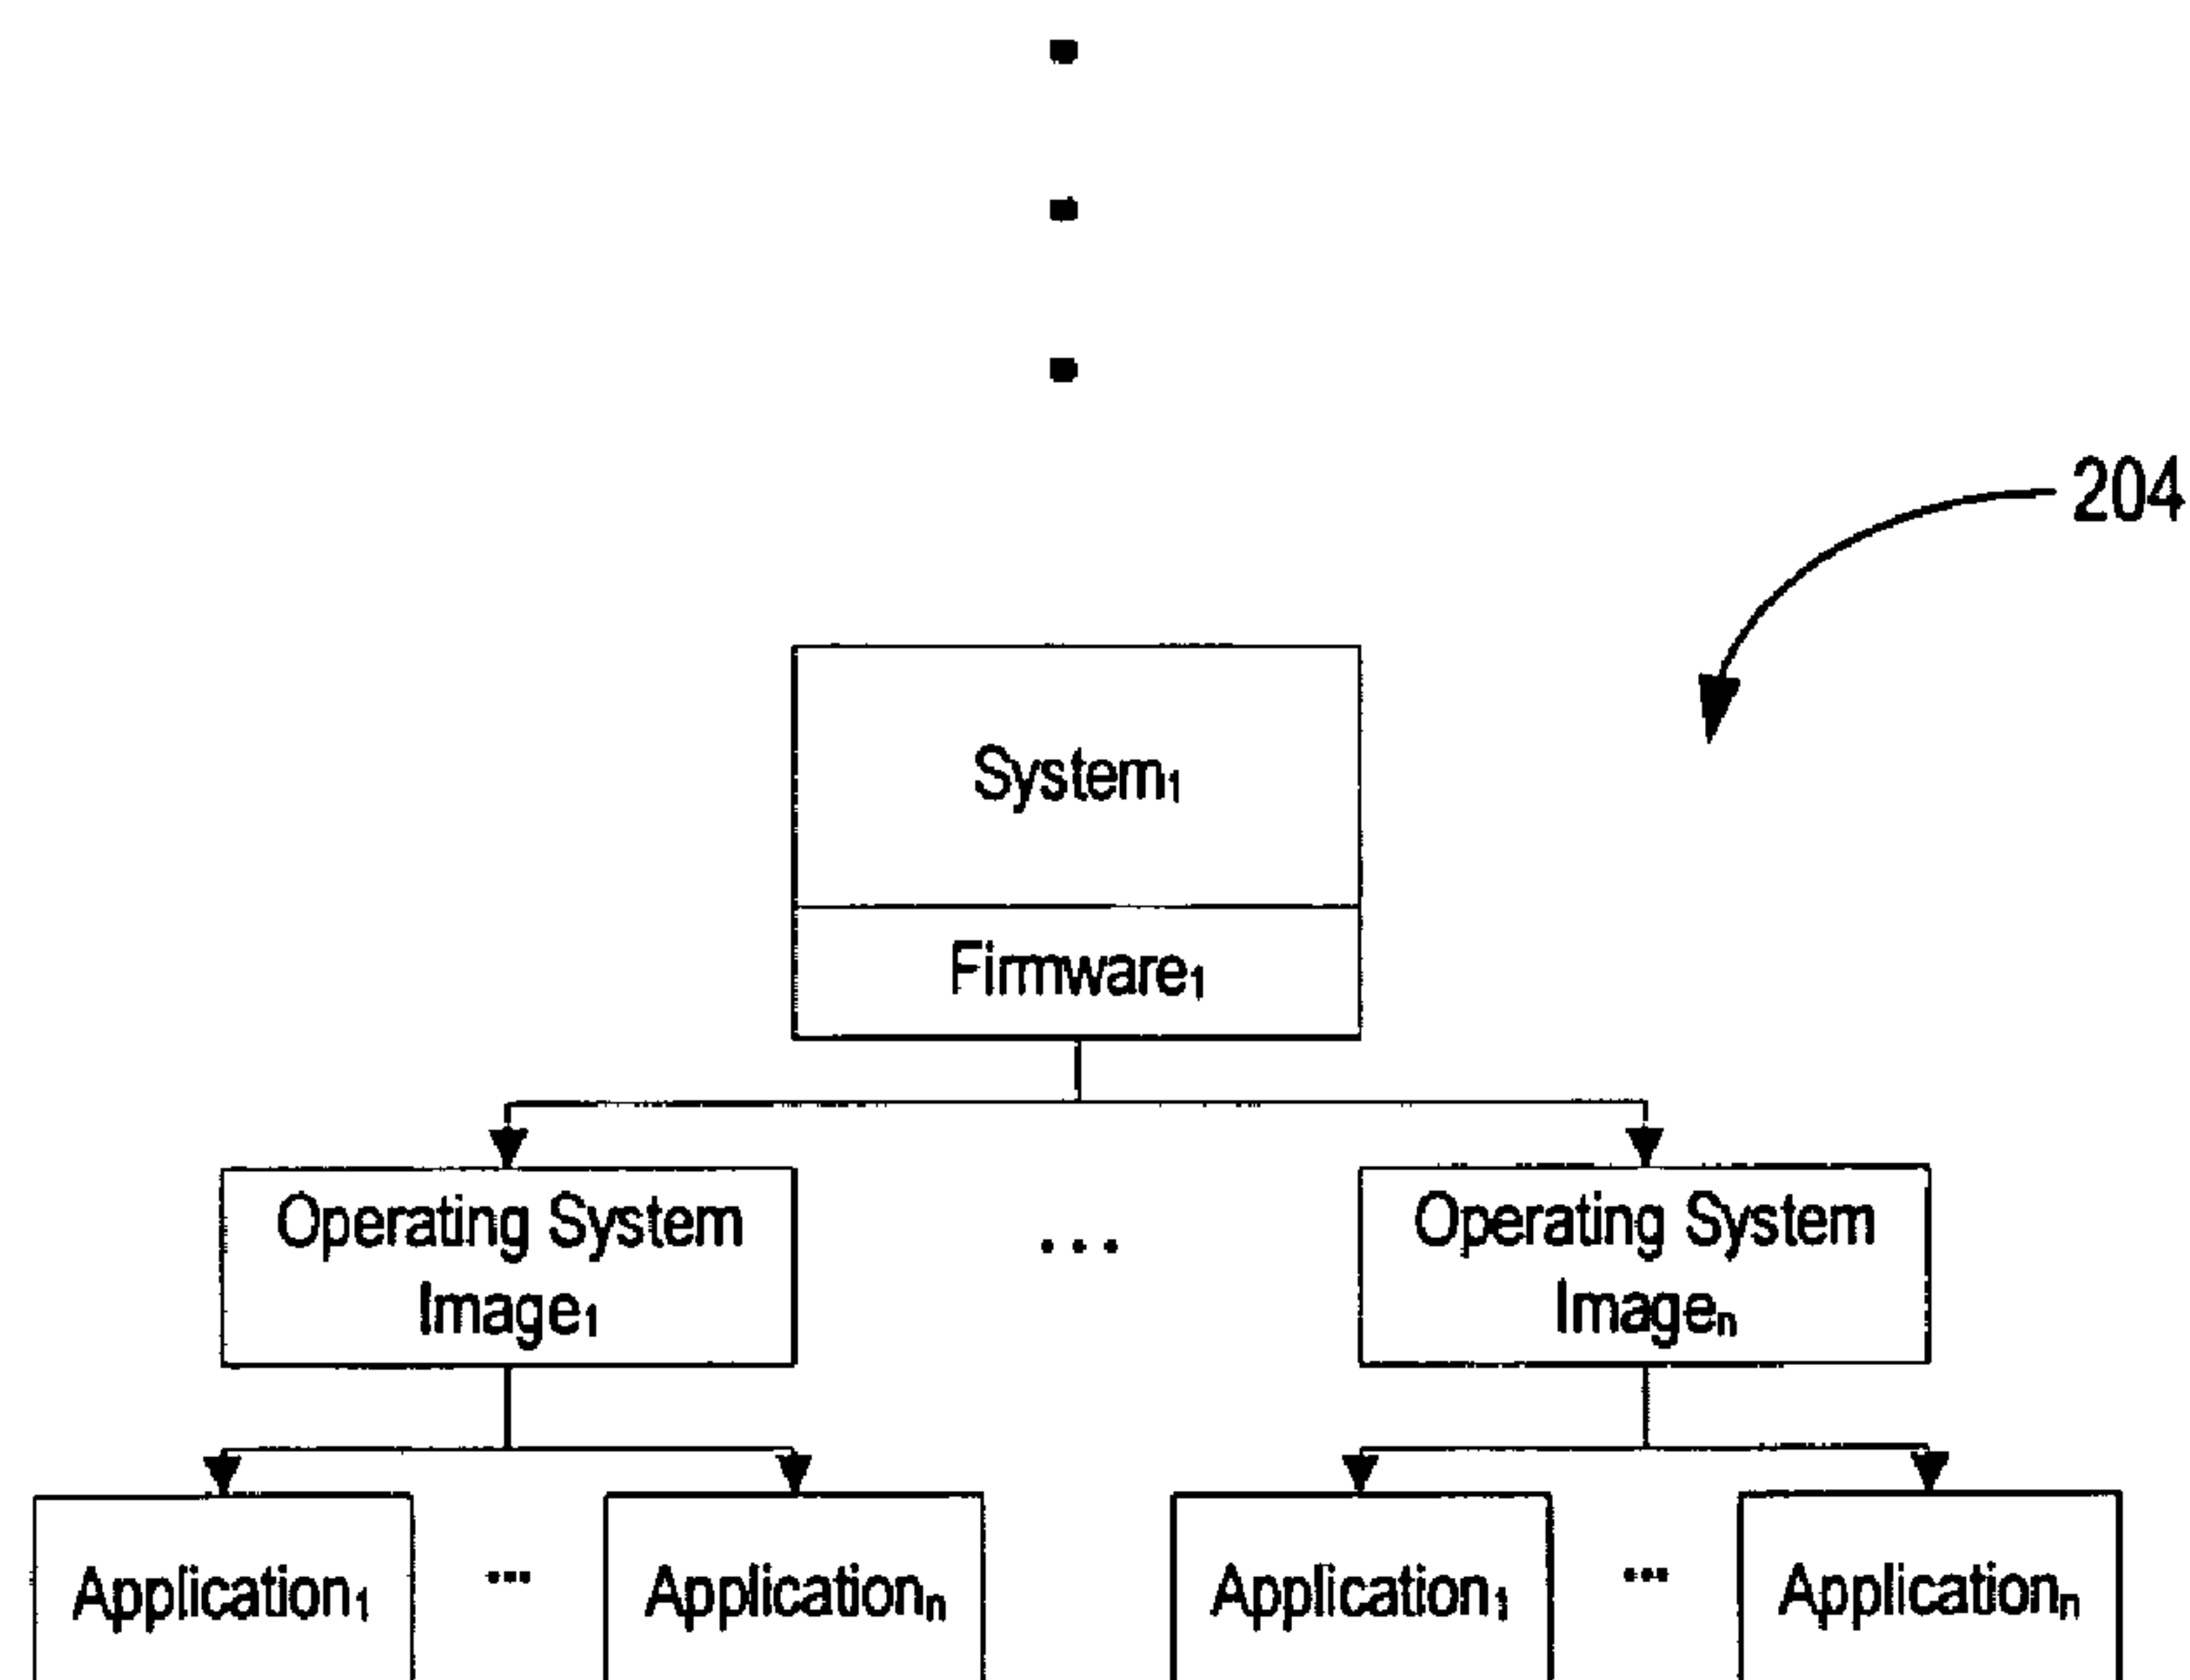 204
System₁
Firmware₁
Operating System
Image₁
...
Operating System
Imageₙ
Application₁ ... Applicationₙ Application₁ ... Applicationₙ